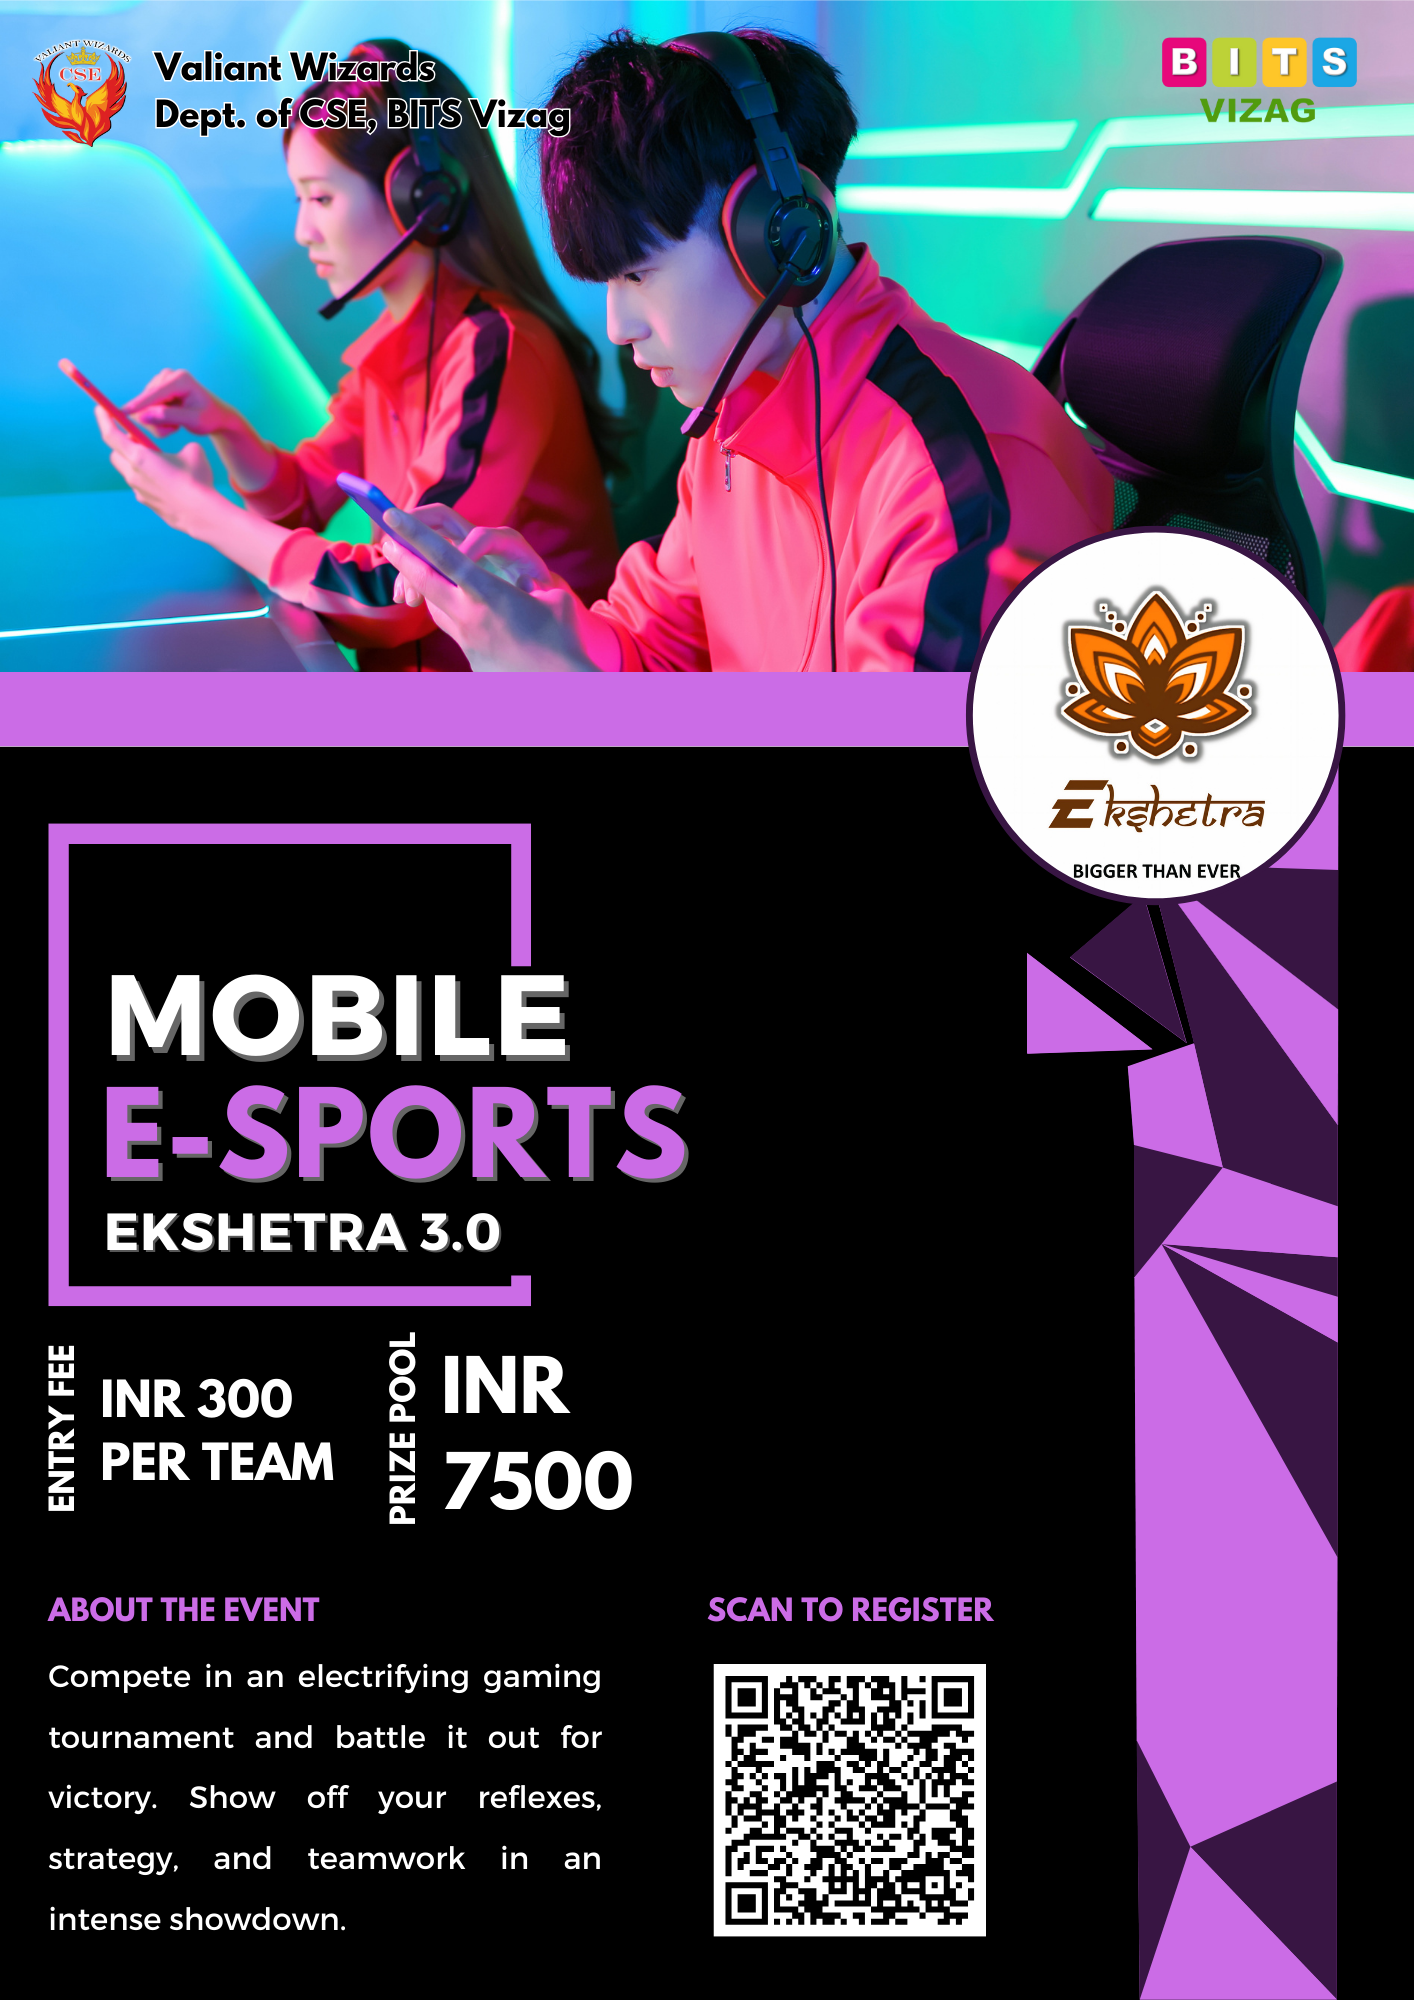 VALIANT WIZARDS
CSE
Valiant Wizards
Dept. of CSE, BITS Vizag
BITS
VIZAG
Ekshetra
BIGGER THAN EVER
MOBILE
E-SPORTS
EKSHETRA 3.0
ENTRY FEE
INR 300
PER TEAM
PRIZE POOL
INR
7500
ABOUT THE EVENT
Compete in an electrifying gaming
tournament and battle it out for
victory. Show off your reflexes,
strategy, and teamwork in an
intense showdown.
SCAN TO REGISTER